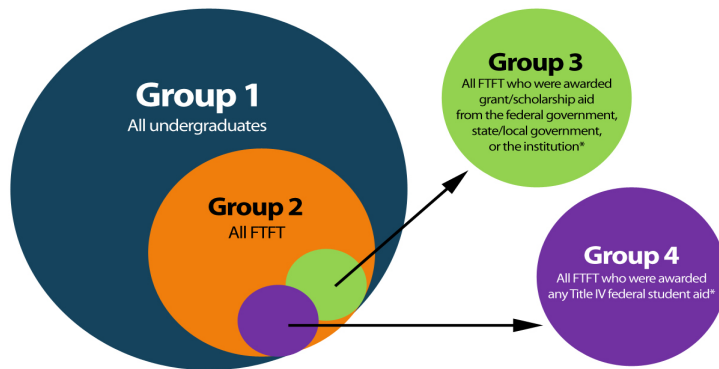 Group 1
All undergraduates
Group 2
All FTFT
Group 3
All FTFT who were awarded
grant/scholarship aid
from the federal government,
state/local government,
or the institution*
Group 4
All FTFT who were awarded
any Title IV federal student aid*